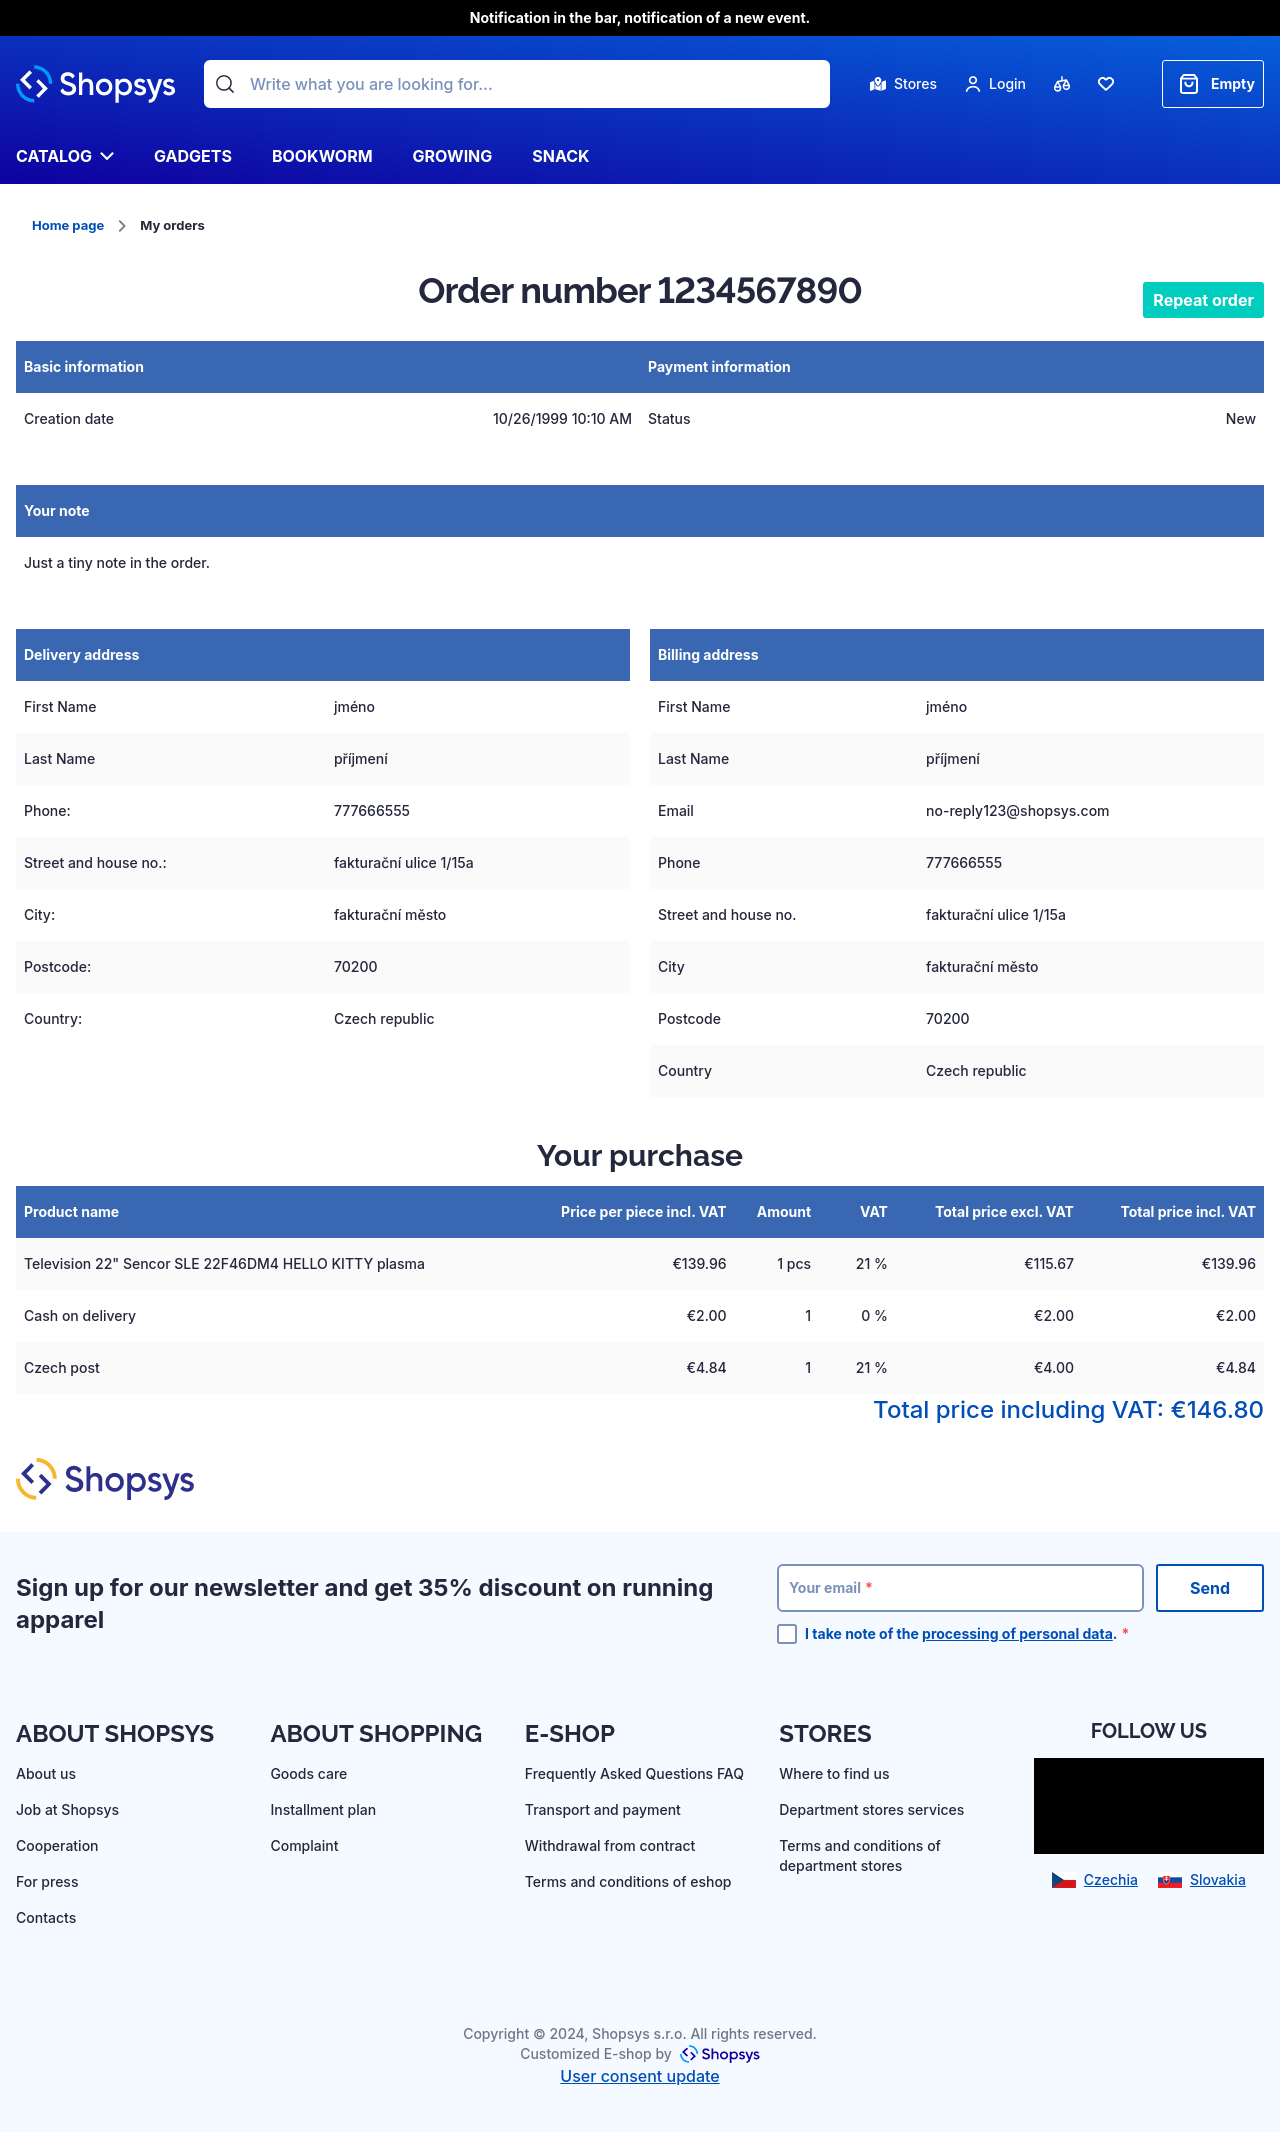 Notification in the bar, notification of a new event.
Shopsys
Write what you are looking for...
Stores
Login
Empty
CATALOG
GADGETS
BOOKWORM
GROWING
SNACK
Home page
My orders
Order number 1234567890
Repeat order
Basic information
Payment information
Creation date
10/26/1999 10:10 AM
Status
New
Your note
Just a tiny note in the order.
Delivery address
First Name
jméno
Last Name
příjmení
Phone:
777666555
Street and house no.:
fakturační ulice 1/15a
City:
fakturační město
Postcode:
70200
Country:
Czech republic
Billing address
First Name
jméno
Last Name
příjmení
Email
no-reply123@shopsys.com
Phone
777666555
Street and house no.
fakturační ulice 1/15a
City
fakturační město
Postcode
70200
Country
Czech republic
Your purchase
Product name
Price per piece incl. VAT
Amount
VAT
Total price excl. VAT
Total price incl. VAT
Television 22" Sencor SLE 22F46DM4 HELLO KITTY plasma
€139.96
1 pcs
21 %
€115.67
€139.96
Cash on delivery
€2.00
1
0 %
€2.00
€2.00
Czech post
€4.84
1
21 %
€4.00
€4.84
Total price including VAT: €146.80
Shopsys
Sign up for our newsletter and get 35% discount on running
apparel
Your email *
Send
I take note of the processing of personal data. *
ABOUT SHOPSYS
About us
Job at Shopsys
Cooperation
For press
Contacts
ABOUT SHOPPING
Goods care
Installment plan
Complaint
E-SHOP
Frequently Asked Questions FAQ
Transport and payment
Withdrawal from contract
Terms and conditions of eshop
STORES
Where to find us
Department stores services
Terms and conditions of
department stores
FOLLOW US
Czechia
Slovakia
Copyright © 2024, Shopsys s.r.o. All rights reserved.
Customized E-shop by Shopsys
User consent update